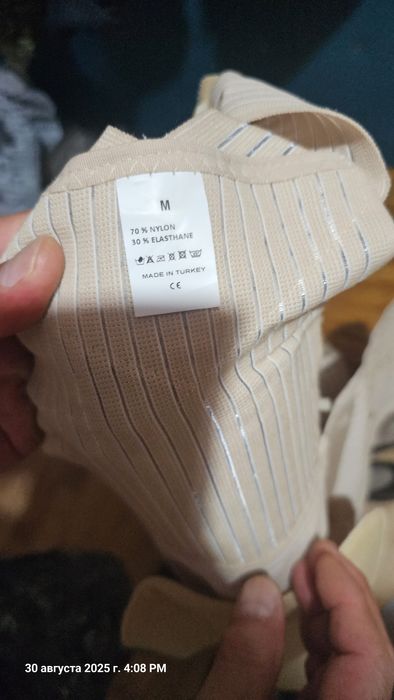 M
70 % NYLON
30 % ELASTHANE
MADE IN TURKEY
CE
30 августа 2025 г. 4:08 PM